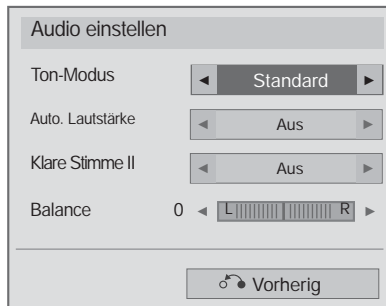 Audio einstellen
Ton-Modus ◄ Standard ►
Auto. Lautstärke ◄ Aus ►
Klare Stimme II ◄ Aus ►
Balance 0 ◄ L R ►
Vorherig